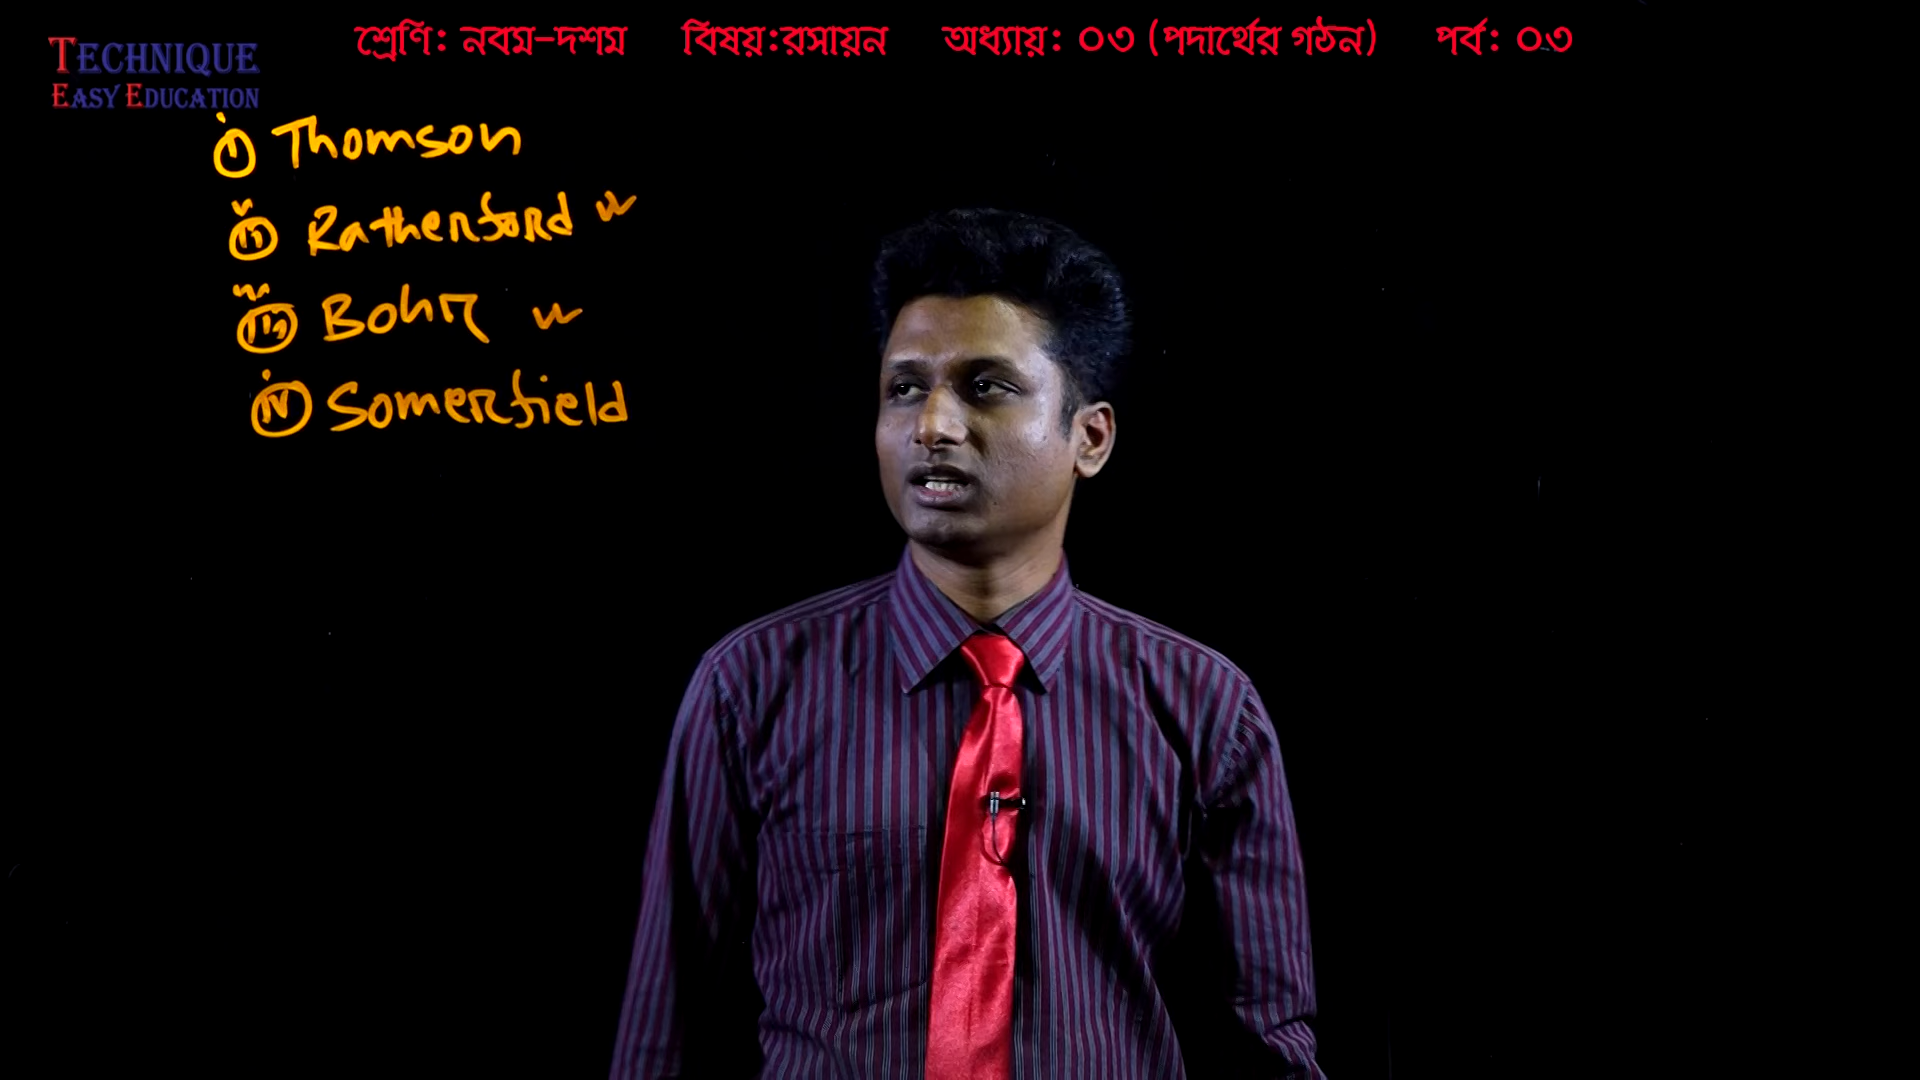 শ্রেণি: নবম-দশম বিষয়:রসায়ন অধ্যায়: ০৩ (পদার্থের গঠন) পর্ব: ০৩
TECHNIQUE
EASY EDUCATION
i Thomson
ii Ratherford
iii Bohr
iv Somerfield